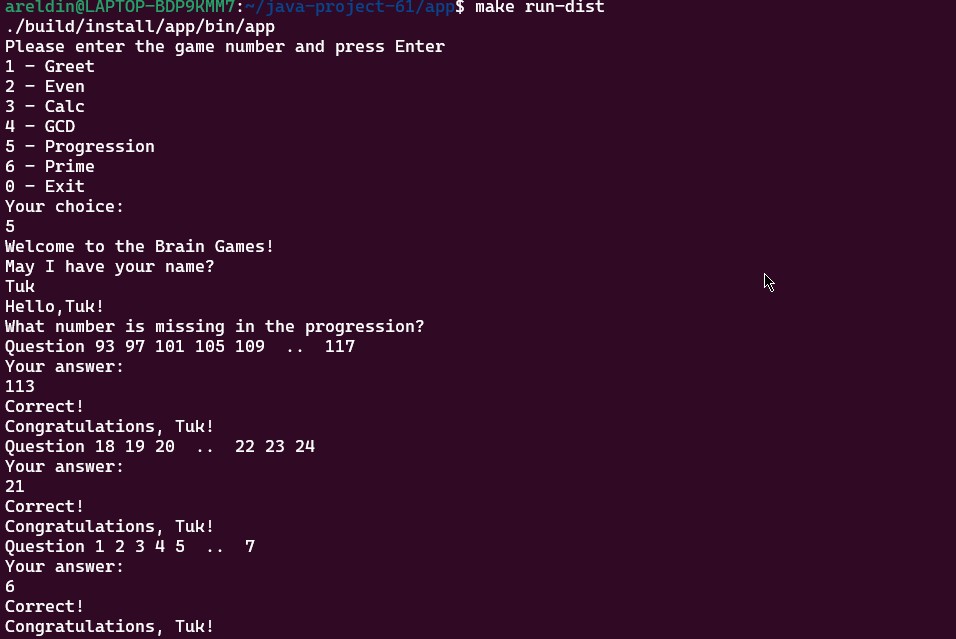 areldin@LAPTOP-BDP9KMM7:~/java-project-61/app$ make run-dist
./build/install/app/bin/app
Please enter the game number and press Enter
1 - Greet
2 - Even
3 - Calc
4 - GCD
5 - Progression
6 - Prime
0 - Exit
Your choice:
5
Welcome to the Brain Games!
May I have your name?
Tuk
Hello,Tuk!
What number is missing in the progression?
Question 93 97 101 105 109  ..  117
Your answer:
113
Correct!
Congratulations, Tuk!
Question 18 19 20  ..  22 23 24
Your answer:
21
Correct!
Congratulations, Tuk!
Question 1 2 3 4 5  ..  7
Your answer:
6
Correct!
Congratulations, Tuk!